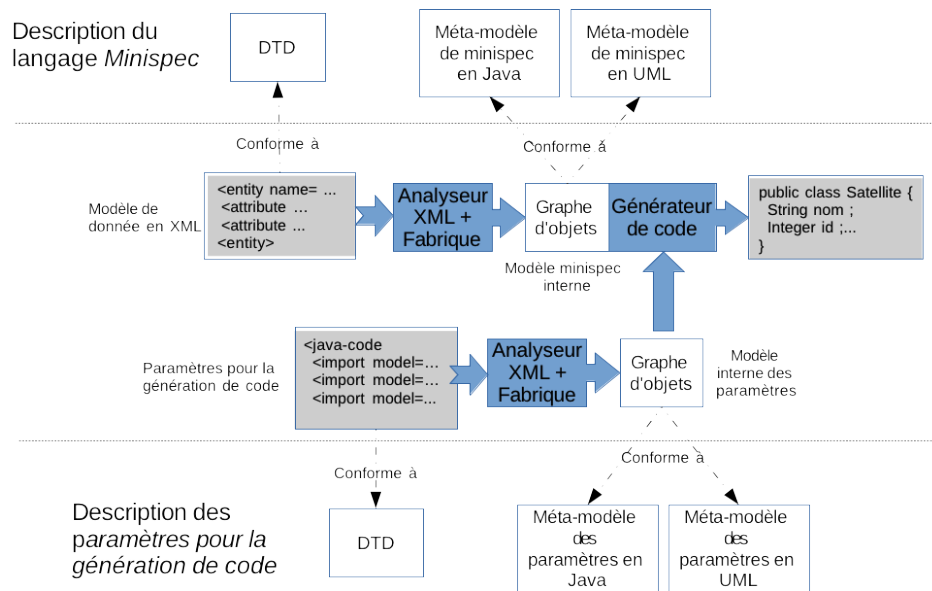 Description du
langage Minispec
DTD
Méta-modèle
de minispec
en Java
Méta-modèle
de minispec
en UML
Conforme à
Conforme à
Modèle de
donnée en XML
<entity name= ...
<attribute ...
<attribute ...
<entity>
Analyseur
XML +
Fabrique
Graphe
d'objets
Générateur
de code
public class Satellite {
String nom ;
Integer id ;...
}
Modèle minispec
interne
Paramètres pour la
génération de code
<java-code
<import model=...
<import model=...
<import model=...
Analyseur
XML +
Fabrique
Graphe
d'objets
Modèle
interne des
paramètres
Conforme à
Conforme à
Description des
paramètres pour la
génération de code
DTD
Méta-modèle
des
paramètres en
Java
Méta-modèle
des
paramètres en
UML